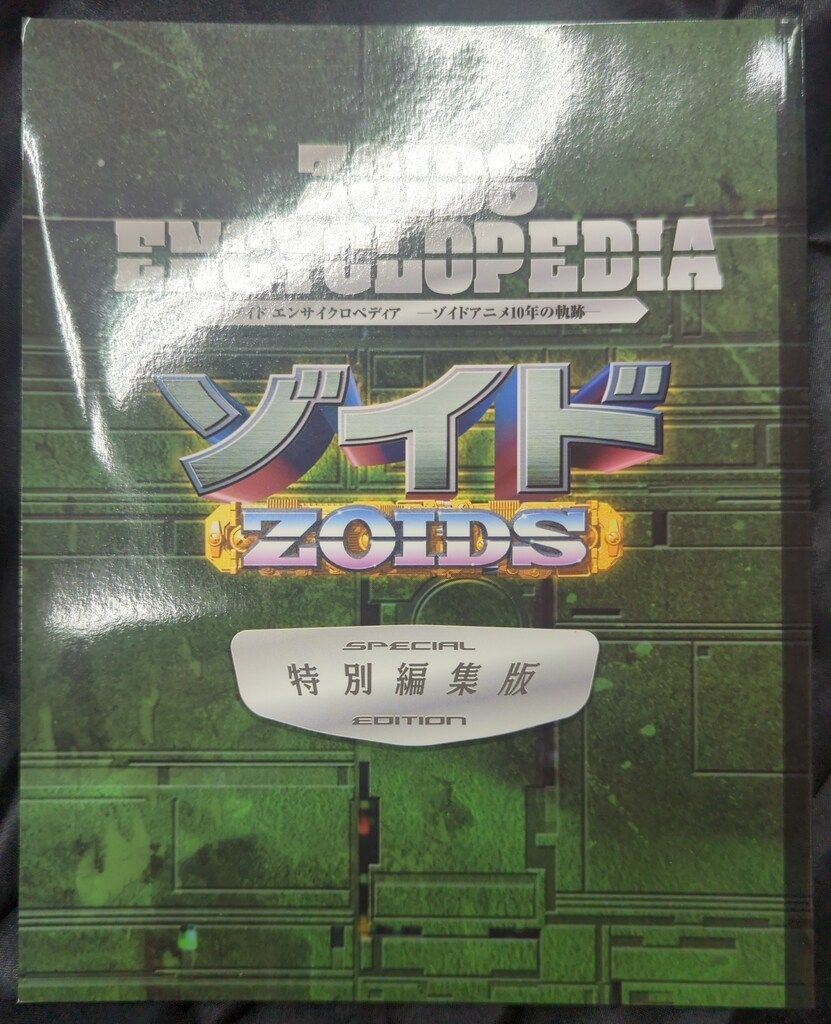 ZOIDS
ENCYCLOPEDIA
イド エンサイクロペディア ―ゾイドアニメ10年の軌跡―
ゾイド
ZOIDS
SPECIAL
特別編集版
EDITION